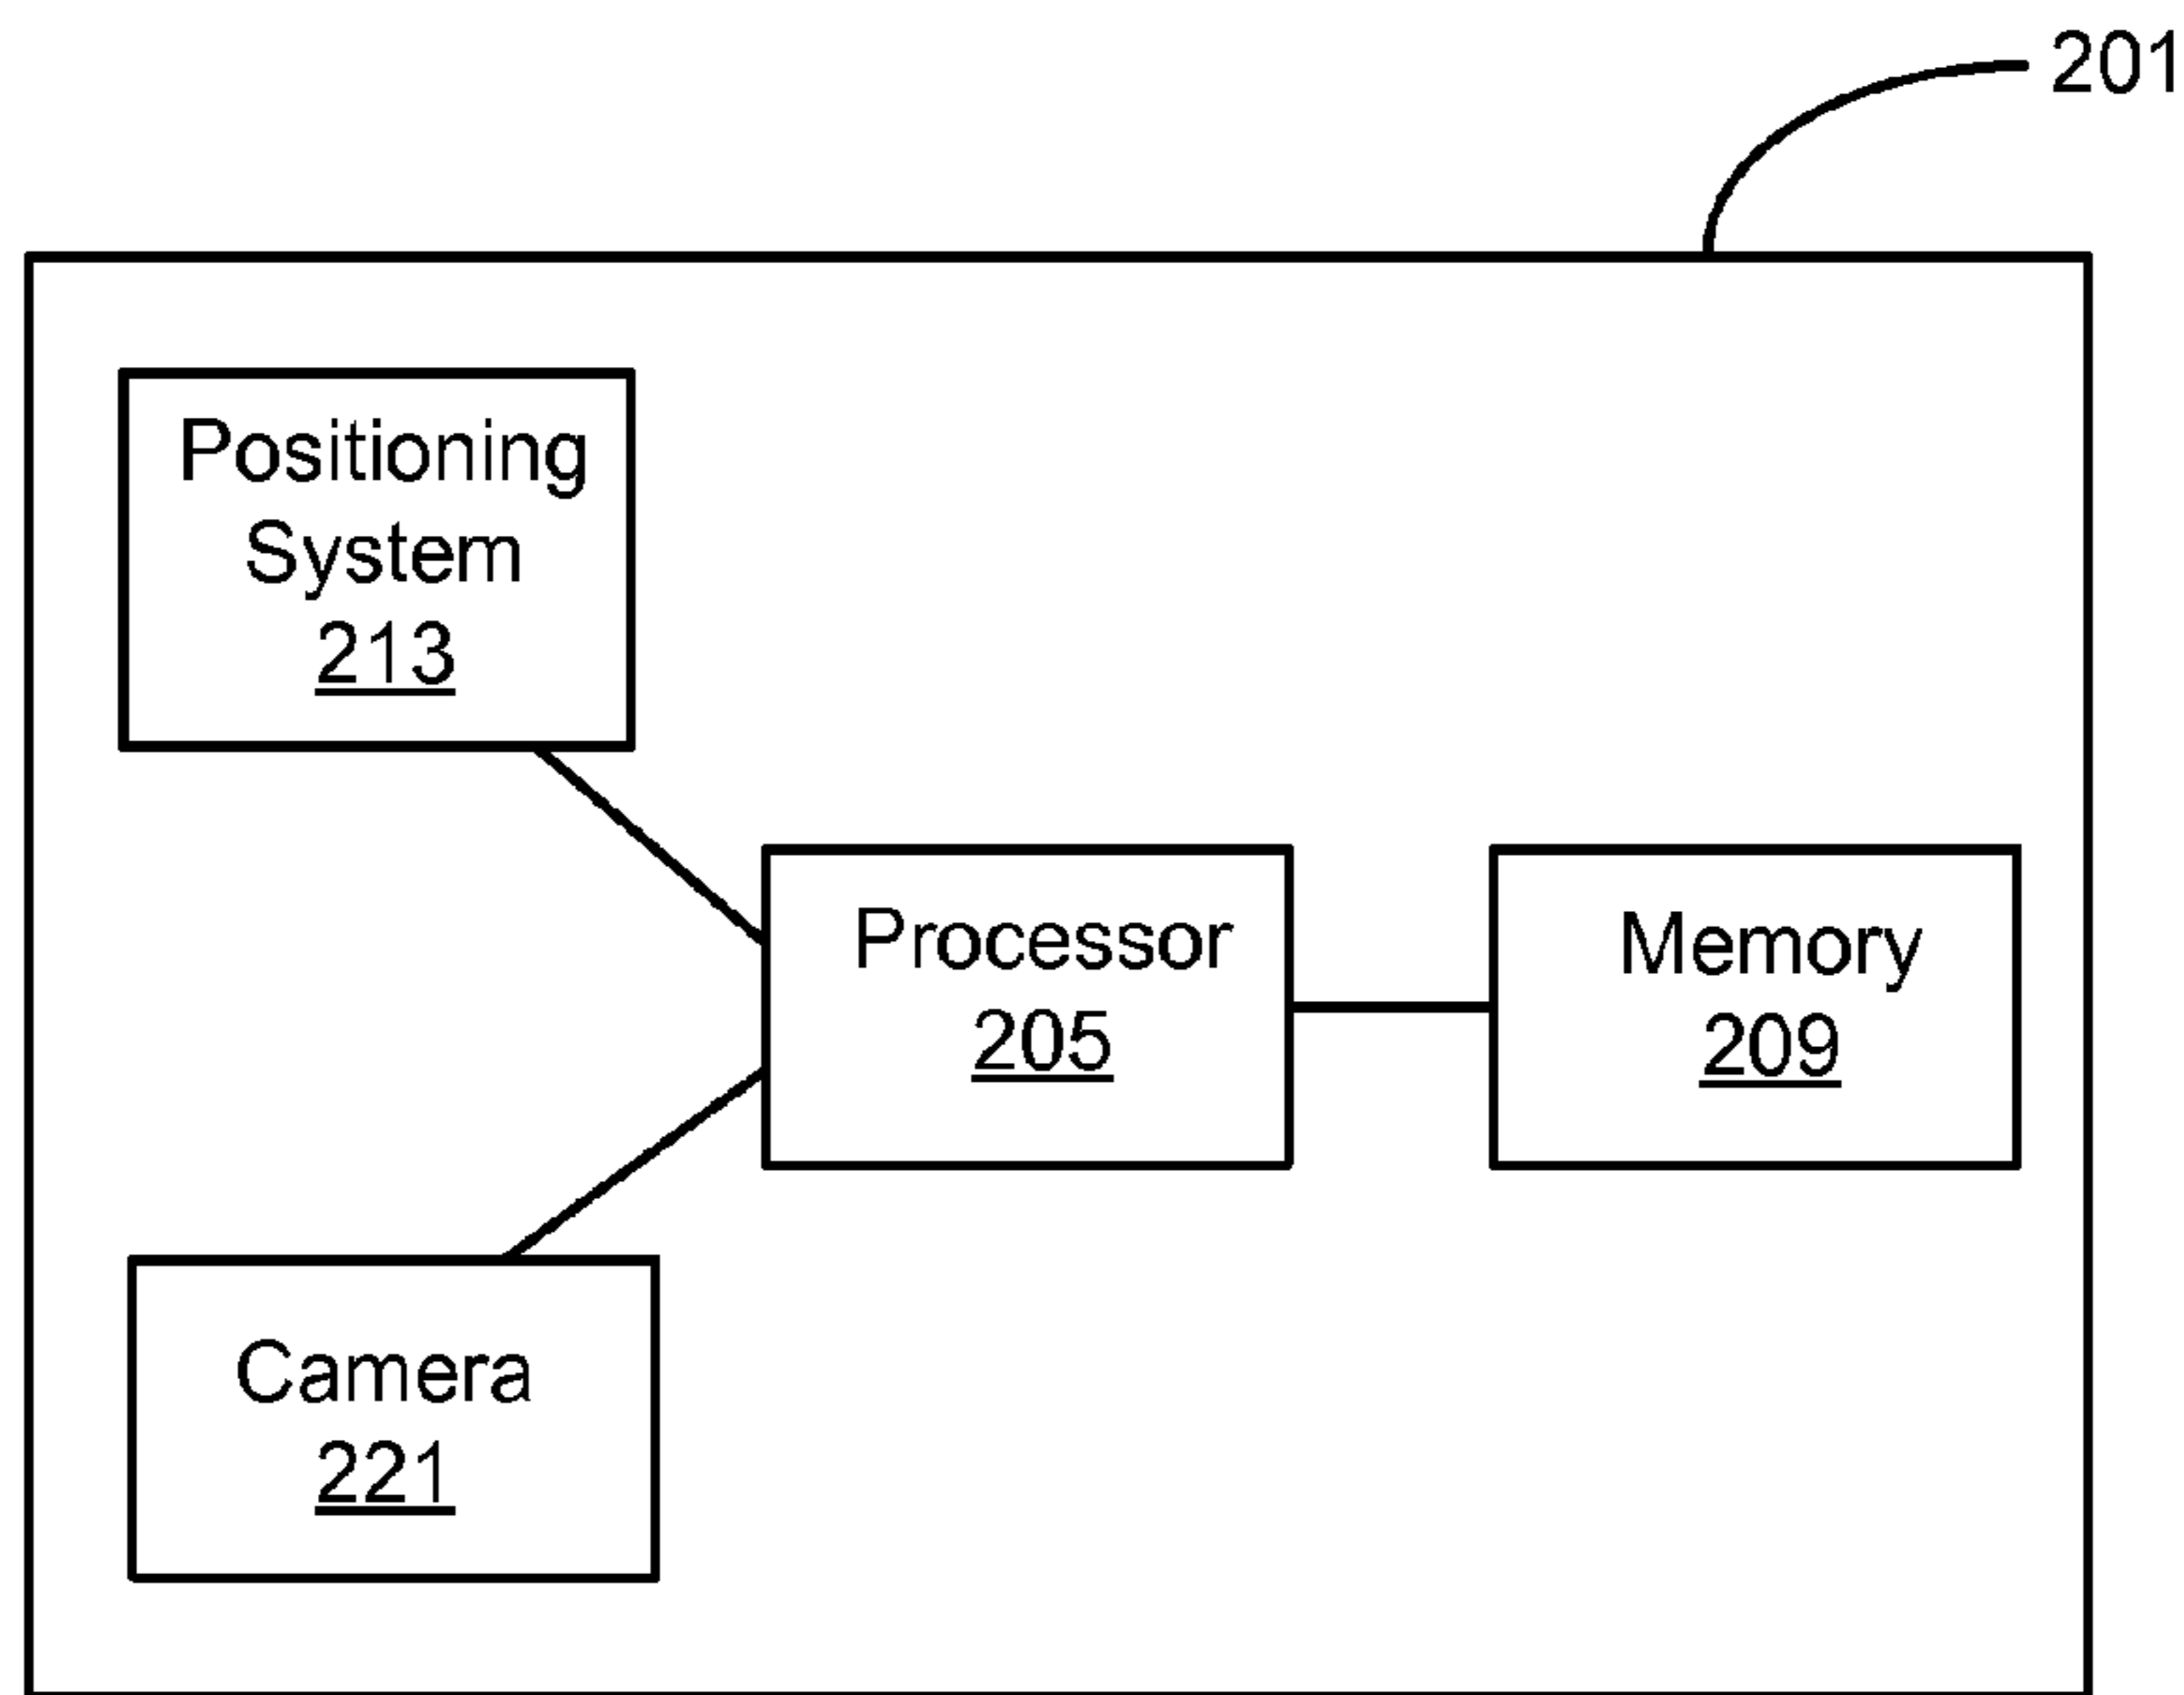 201
Positioning
System
213
Processor
205
Memory
209
Camera
221